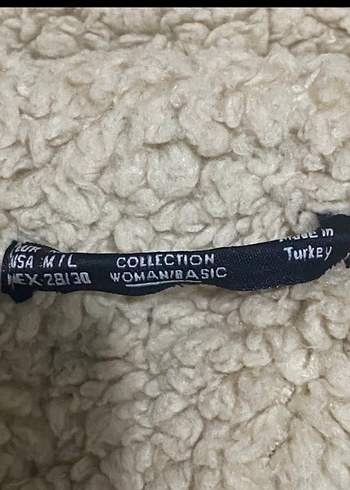 USA M/L
MEX-28/30
COLLECTION
WOMAN/BASIC
Made in
Turkey